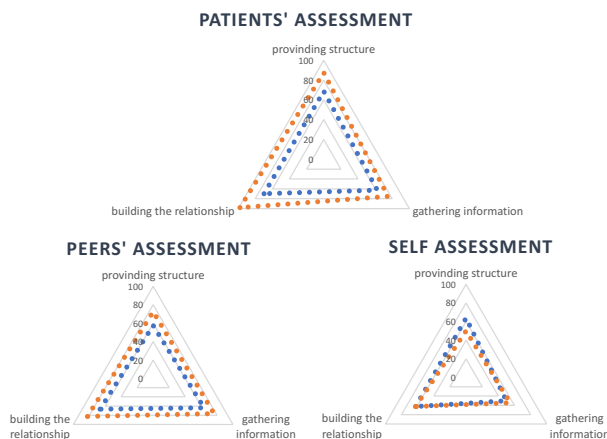 PATIENTS' ASSESSMENT
provinding structure
100
80
60
40
20
0
building the relationship
gathering information
PEERS' ASSESSMENT
provinding structure
100
80
60
40
20
0
building the
relationship
gathering
information
SELF ASSESSMENT
provinding structure
100
80
60
40
20
0
building the
relationship
gathering
information